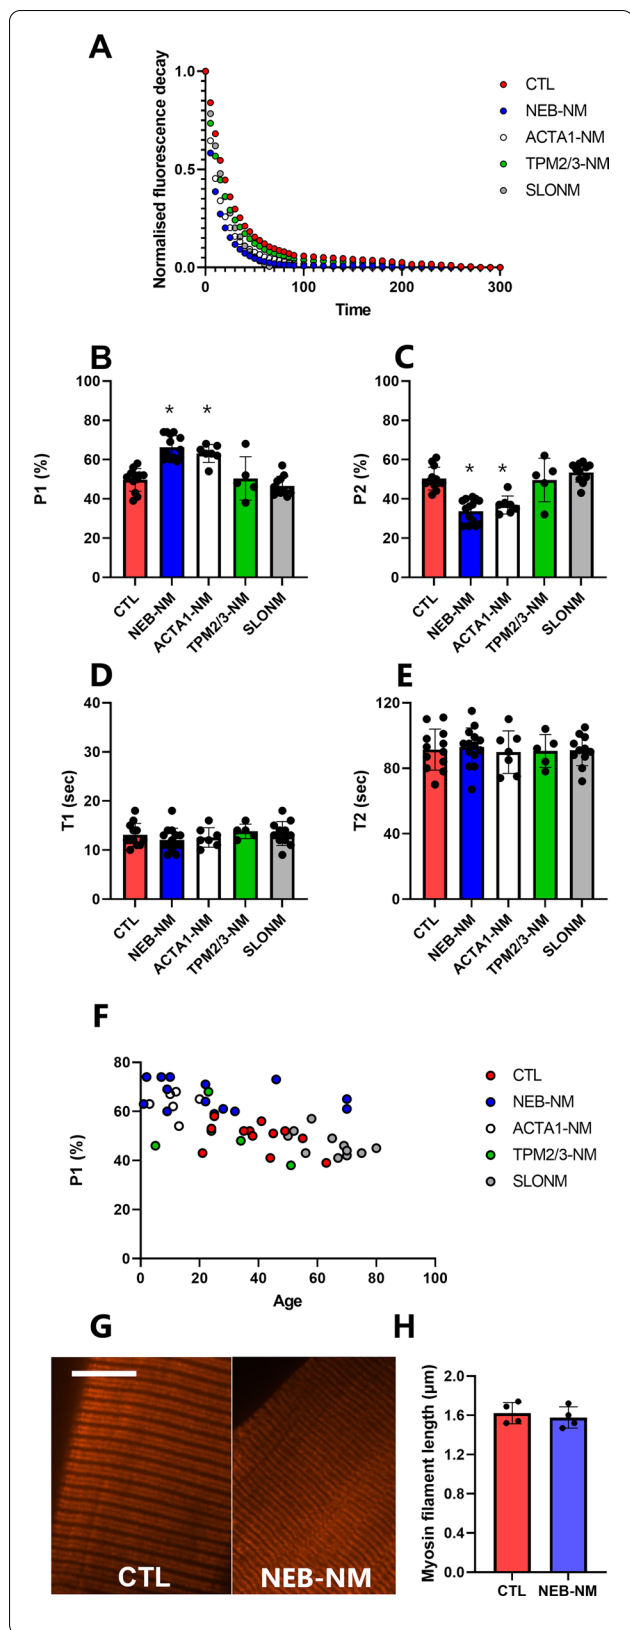 A
Normalised fluorescence decay
1.0
0.5
0.0
0
100
200
300
Time
CTL
NEB-NM
ACTA1-NM
TPM2/3-NM
SLONM
B
P1 (%)
100
80
60
40
20
0
*
*
CTL
NEB-NM
ACTA1-NM
TPM2/3-NM
SLONM
C
P2 (%)
100
80
60
40
20
0
*
*
CTL
NEB-NM
ACTA1-NM
TPM2/3-NM
SLONM
D
T1 (sec)
40
30
20
10
0
CTL
NEB-NM
ACTA1-NM
TPM2/3-NM
SLONM
E
T2 (sec)
120
80
40
0
CTL
NEB-NM
ACTA1-NM
TPM2/3-NM
SLONM
F
P1 (%)
80
60
40
20
0
0
20
40
60
80
100
Age
CTL
NEB-NM
ACTA1-NM
TPM2/3-NM
SLONM
G
CTL
NEB-NM
H
Myosin filament length (μm)
2.0
1.6
1.2
0.8
0.4
0.0
CTL
NEB-NM